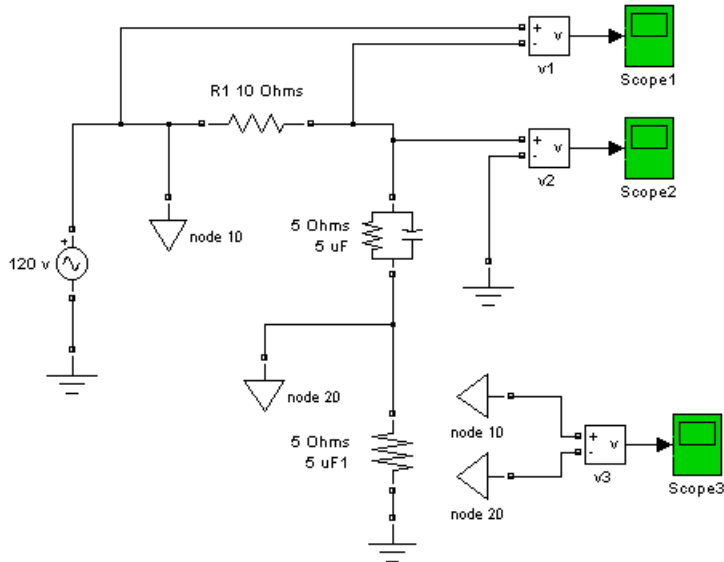 +
-
v
v1
Scope1
R1 10 Ohms
+
-
v
v2
Scope2
node 10
5 Ohms
5 uF
+
120 v
node 20
5 Ohms
5 uF1
node 10
+
-
v
v3
Scope3
node 20